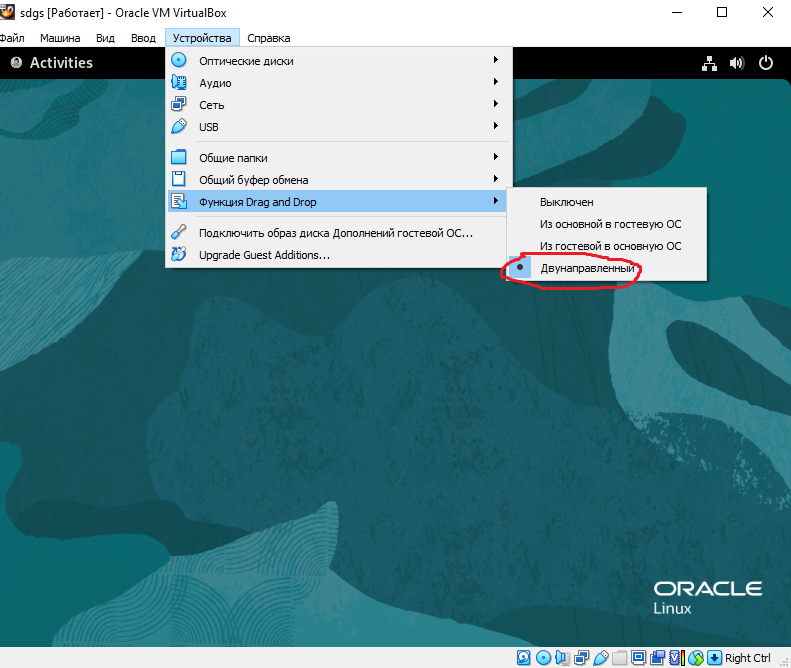 sdgs [Работает] - Oracle VM VirtualBox
Файл Машина Вид Ввод Устройства Справка
Activities
Оптические диски
Аудио
Сеть
USB
Общие папки
Общий буфер обмена
Функция Drag and Drop
Подключить образ диска Дополнений гостевой ОС...
Upgrade Guest Additions...
Выключен
Из основной в гостевую ОС
Из гостевой в основную ОС
Двунаправленный
ORACLE
Linux
Right Ctrl